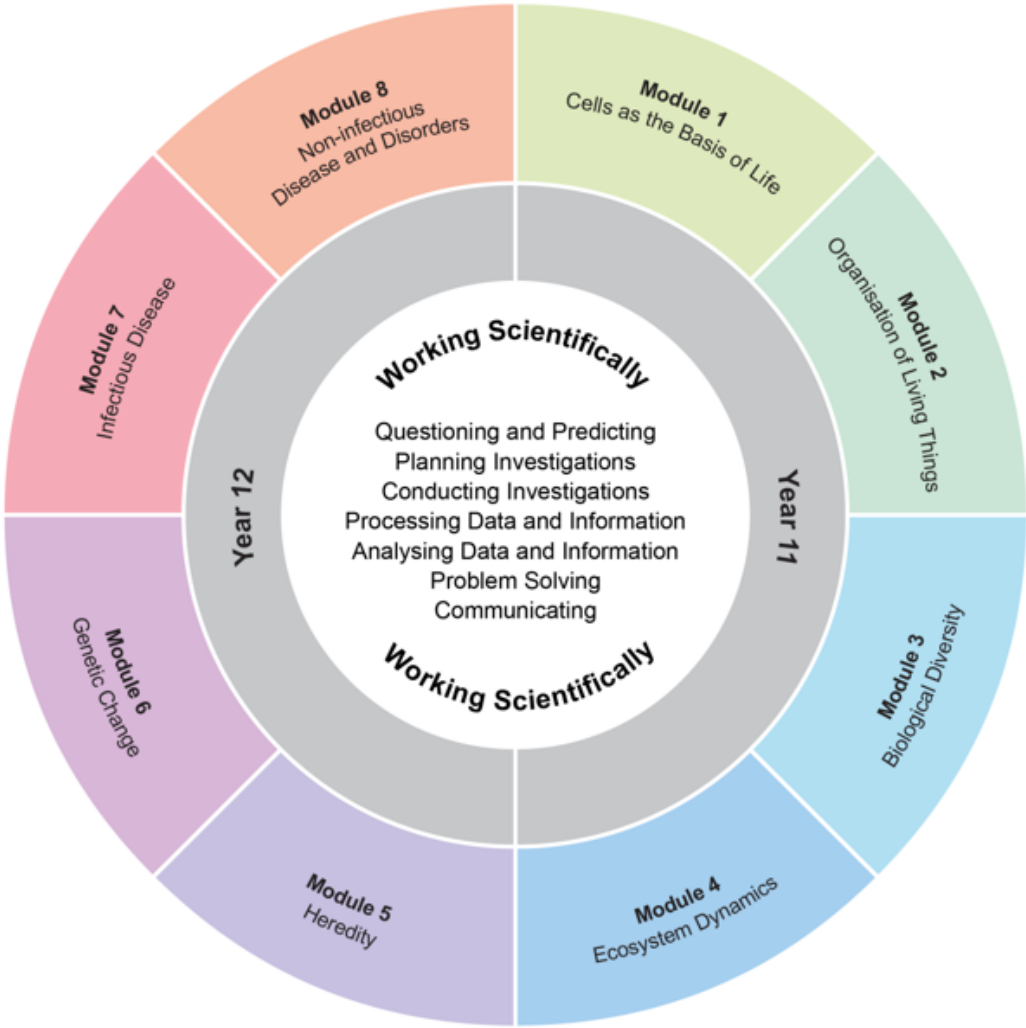 Module 1
Cells as the Basis of Life
Module 2
Organisation of Living Things
Module 3
Biological Diversity
Module 4
Ecosystem Dynamics
Module 5
Heredity
Module 6
Genetic Change
Module 7
Infectious Disease
Module 8
Non-infectious
Disease and Disorders
Year 11
Year 12
Working Scientifically
Questioning and Predicting
Planning Investigations
Conducting Investigations
Processing Data and Information
Analysing Data and Information
Problem Solving
Communicating
Working Scientifically